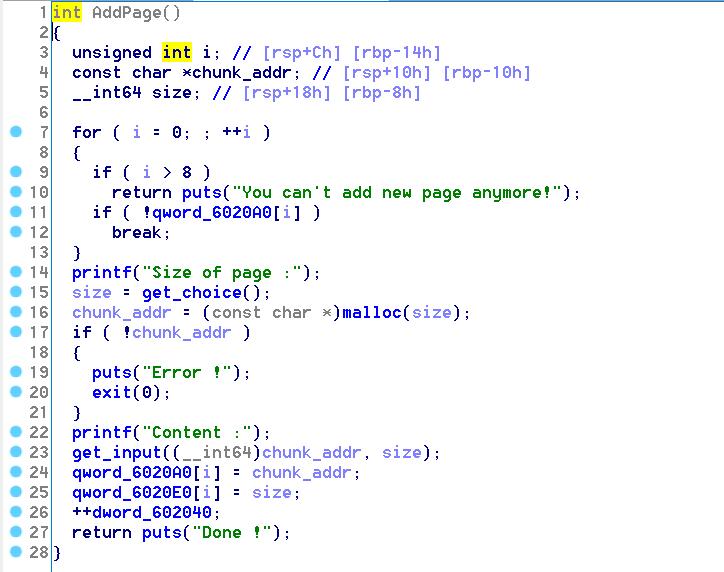 1 int AddPage()
2 {
3 unsigned int i; // [rsp+Ch] [rbp-14h]
4 const char *chunk_addr; // [rsp+10h] [rbp-10h]
5 __int64 size; // [rsp+18h] [rbp-8h]
6
7 for ( i = 0; ; ++i )
8 {
9 if ( i > 8 )
10 return puts("You can't add new page anymore!");
11 if ( !qword_6020A0[i] )
12 break;
13 }
14 printf("Size of page :");
15 size = get_choice();
16 chunk_addr = (const char *)malloc(size);
17 if ( !chunk_addr )
18 {
19 puts("Error !");
20 exit(0);
21 }
22 printf("Content :");
23 get_input((__int64)chunk_addr, size);
24 qword_6020A0[i] = chunk_addr;
25 qword_6020E0[i] = size;
26 ++dword_602040;
27 return puts("Done !");
28 }